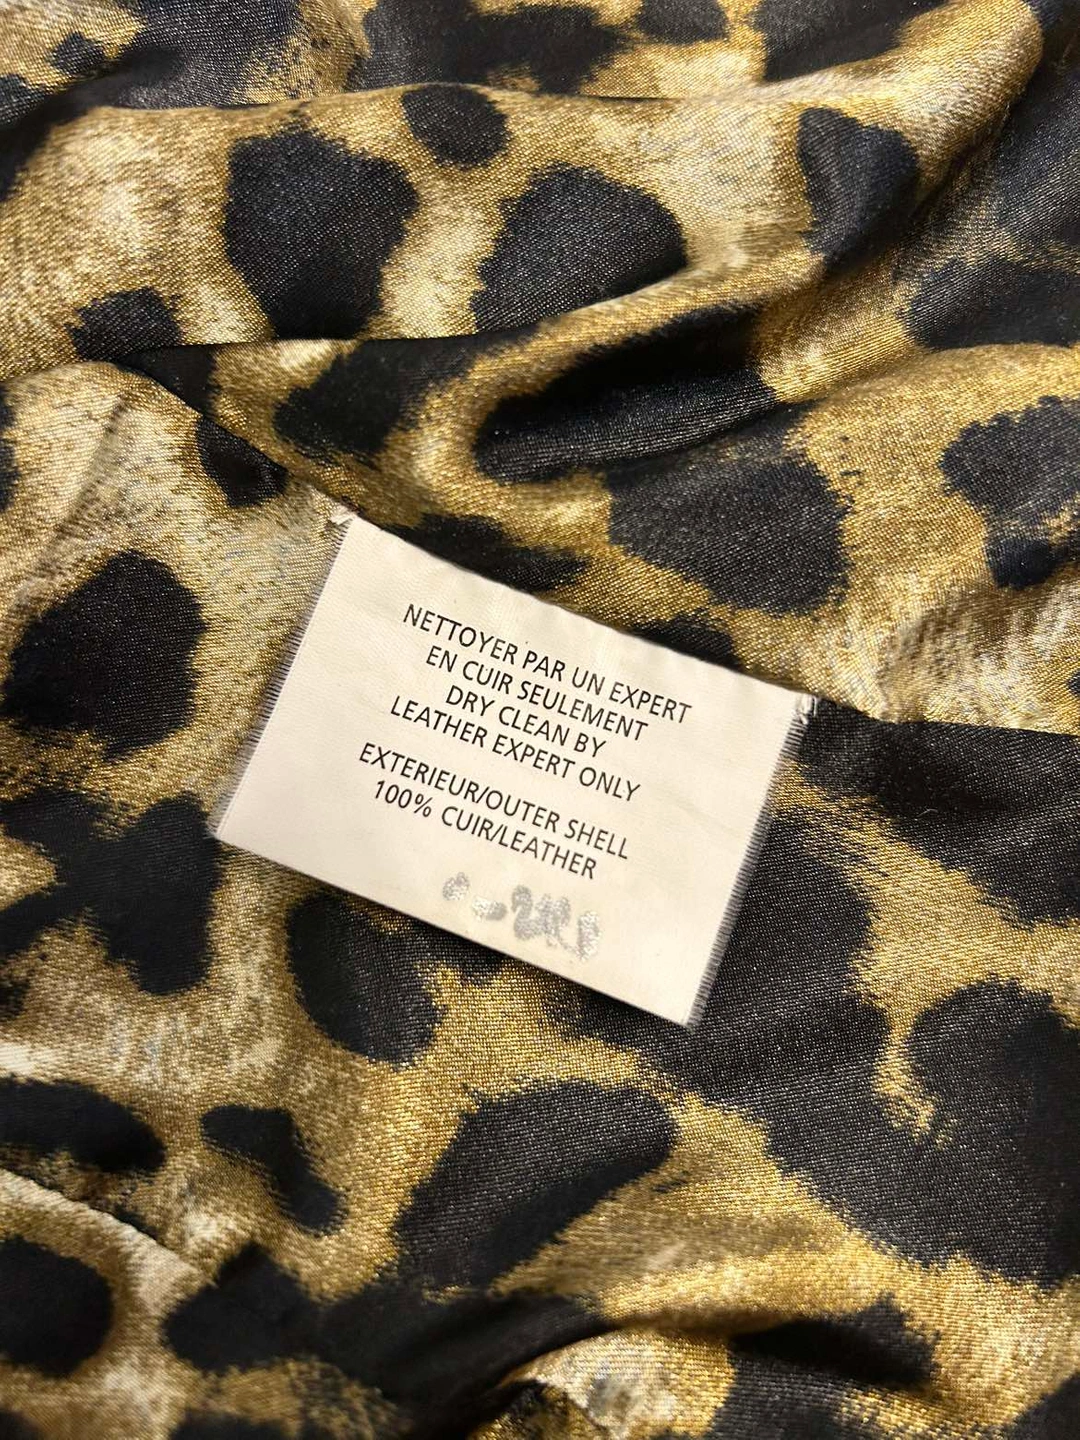 NETTOYER PAR UN EXPERT
EN CUIR SEULEMENT
DRY CLEAN BY
LEATHER EXPERT ONLY
EXTERIEUR/OUTER SHELL
100% CUIR/LEATHER